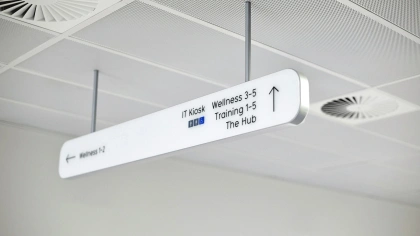 ← Wellness 1-2
IT Kiosk
Wellness 3-5 ↑
Training 1-5
The Hub